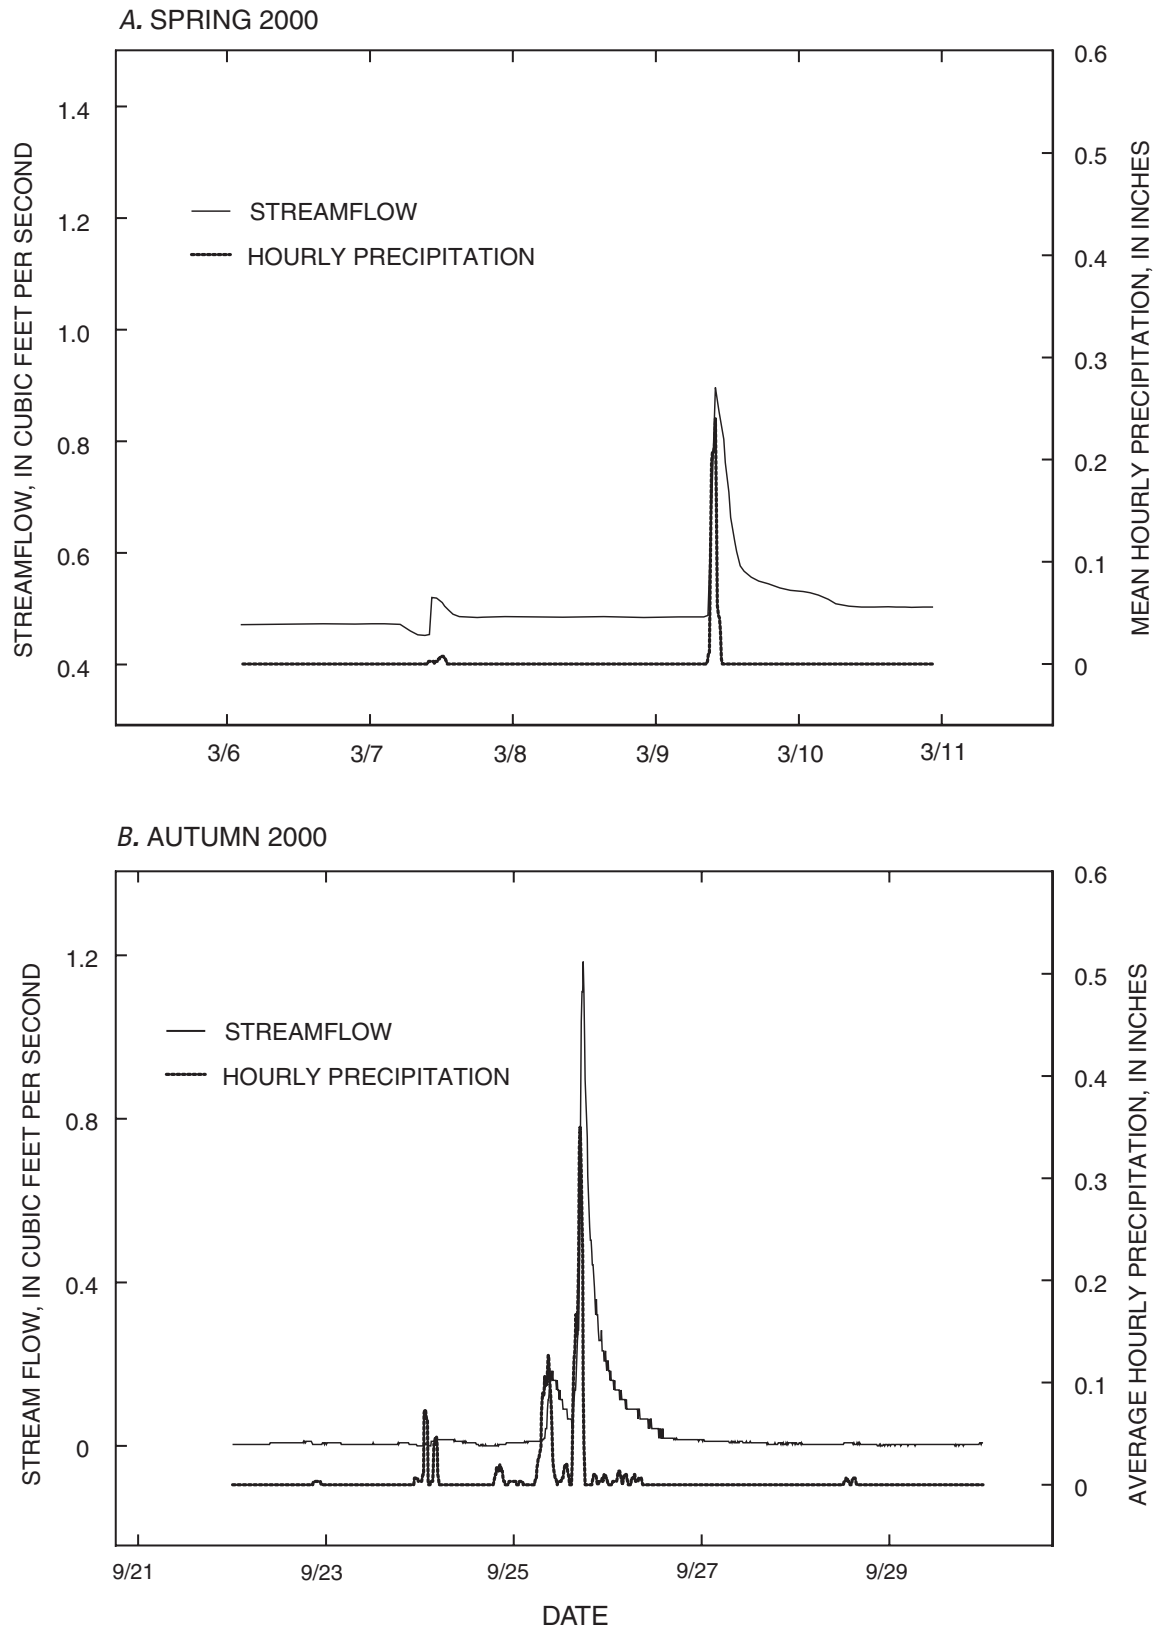 A. SPRING 2000
0.6
1.4
0.5
1.2
0.4
1.0
0.3
0.8
0.2
0.6
0.1
0.4
0
STREAMFLOW, IN CUBIC FEET PER SECOND
MEAN HOURLY PRECIPITATION, IN INCHES
STREAMFLOW
HOURLY PRECIPITATION
3/6 3/7 3/8 3/9 3/10 3/11
B. AUTUMN 2000
0.6
1.2
0.5
0.4
0.8
0.3
0.4
0.2
0.1
0
0
STREAM FLOW, IN CUBIC FEET PER SECOND
AVERAGE HOURLY PRECIPITATION, IN INCHES
STREAMFLOW
HOURLY PRECIPITATION
9/21 9/23 9/25 9/27 9/29
DATE